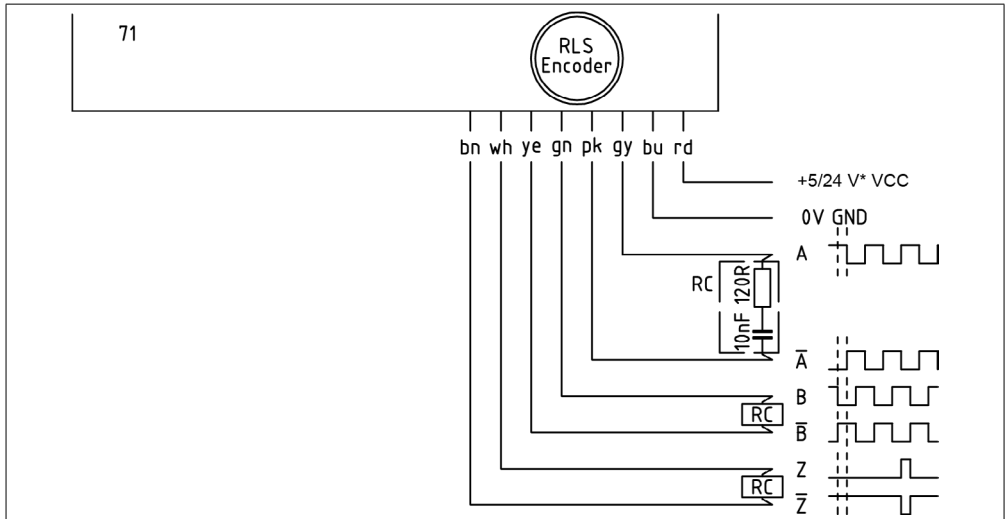 71
RLS
Encoder
bn wh ye gn pk gy bu rd
+5/24 V* VCC
0V GND
A
RC
120R
10nF
A̅
B
RC
B̅
Z
RC
Z̅